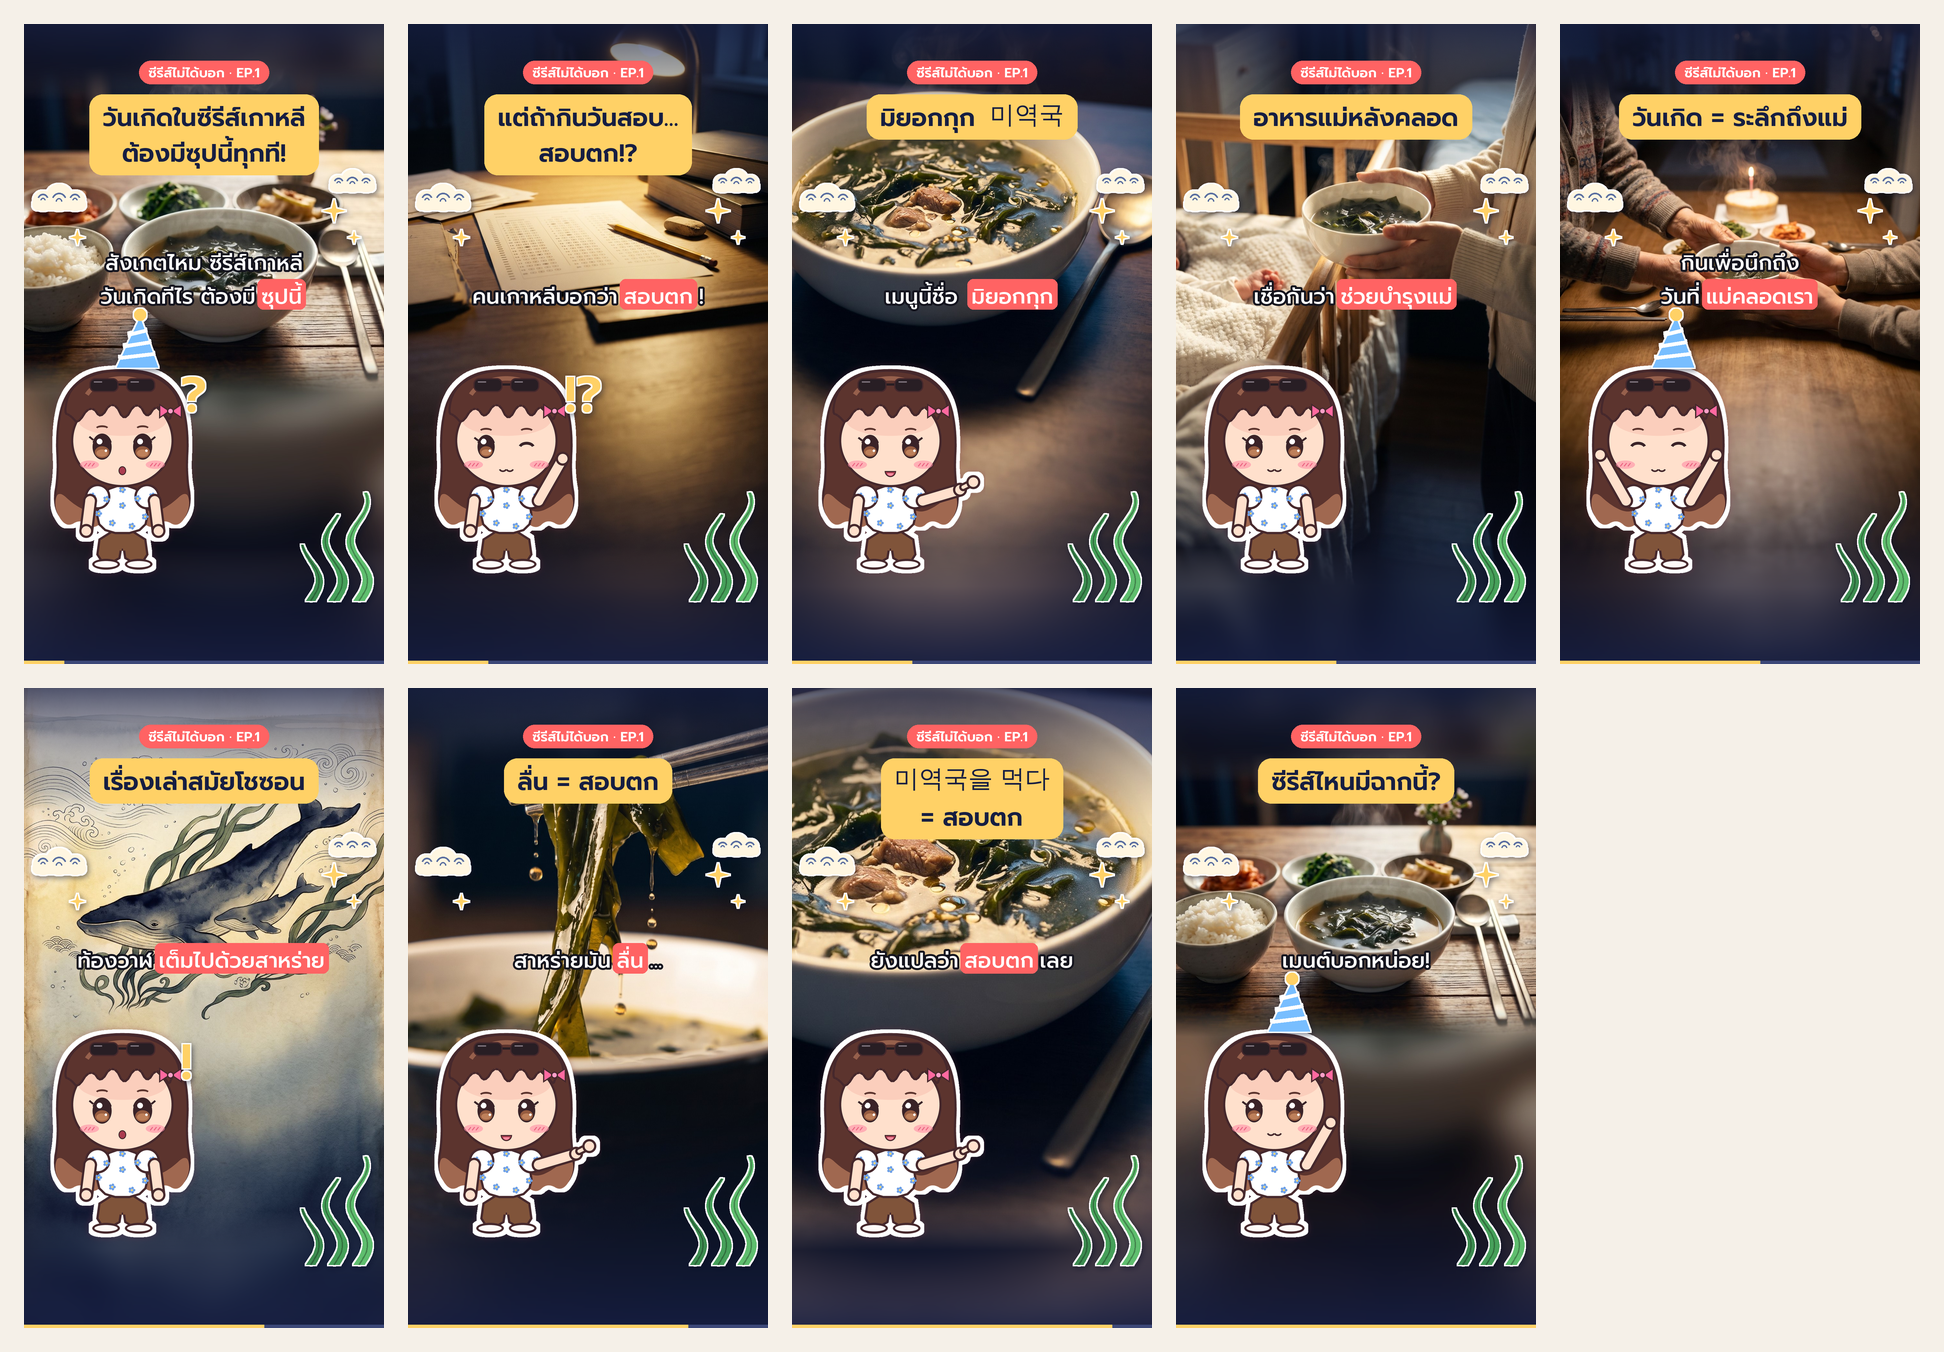 ซีรีส์ไม่ได้บอก · EP.1
วันเกิดในซีรีส์เกาหลี
ต้องมีซุปนี้ทุกที!
สังเกตไหม ซีรีส์เกาหลี
วันเกิดทีไร ต้องมี ซุปนี้
?
ซีรีส์ไม่ได้บอก · EP.1
แต่ถ้ากินวันสอบ...
สอบตก!?
คนเกาหลีบอกว่า สอบตก !
!?
ซีรีส์ไม่ได้บอก · EP.1
มิยอกกุก 미역국
เมนูนี้ชื่อ มิยอกกุก
ซีรีส์ไม่ได้บอก · EP.1
อาหารแม่หลังคลอด
เชื่อกันว่า ช่วยบำรุงแม่
ซีรีส์ไม่ได้บอก · EP.1
วันเกิด = ระลึกถึงแม่
กินเพื่อนึกถึง
วันที่ แม่คลอดเรา
ซีรีส์ไม่ได้บอก · EP.1
เรื่องเล่าสมัยโชซอน
ท้องวาฬ เต็มไปด้วยสาหร่าย
!
ซีรีส์ไม่ได้บอก · EP.1
ลื่น = สอบตก
สาหร่ายมัน ลื่น ...
ซีรีส์ไม่ได้บอก · EP.1
미역국을 먹다
= สอบตก
ยังแปลว่า สอบตก เลย
ซีรีส์ไม่ได้บอก · EP.1
ซีรีส์ไหนมีฉากนี้?
เมนต์บอกหน่อย!